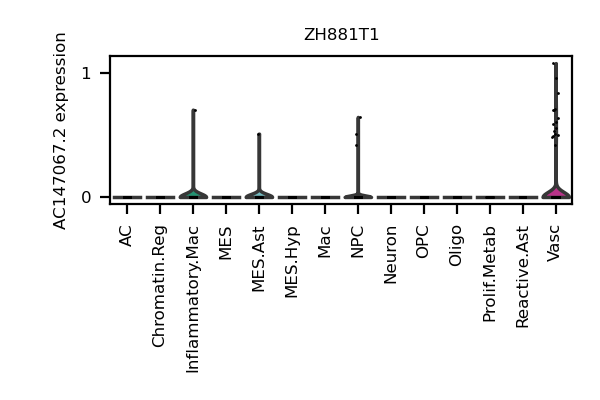 ZH881T1
AC147067.2 expression
1
0
AC
Chromatin.Reg
Inflammatory.Mac
MES
MES.Ast
MES.Hyp
Mac
NPC
Neuron
OPC
Oligo
Prolif.Metab
Reactive.Ast
Vasc